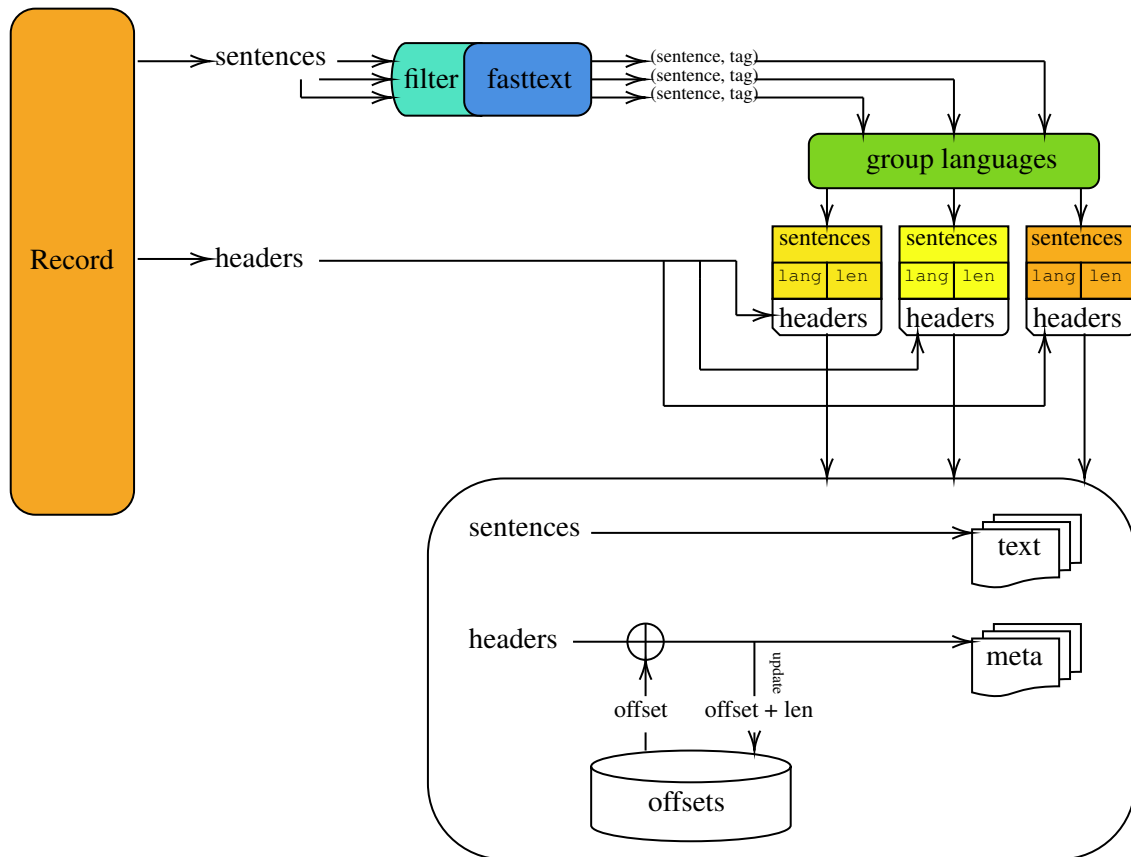 Record
sentences
filter
fasttext
(sentence, tag)
(sentence, tag)
(sentence, tag)
group languages
headers
sentences
lang len
headers
sentences
lang len
headers
sentences
lang len
headers
sentences
text
headers
meta
update
offset
offset + len
offsets